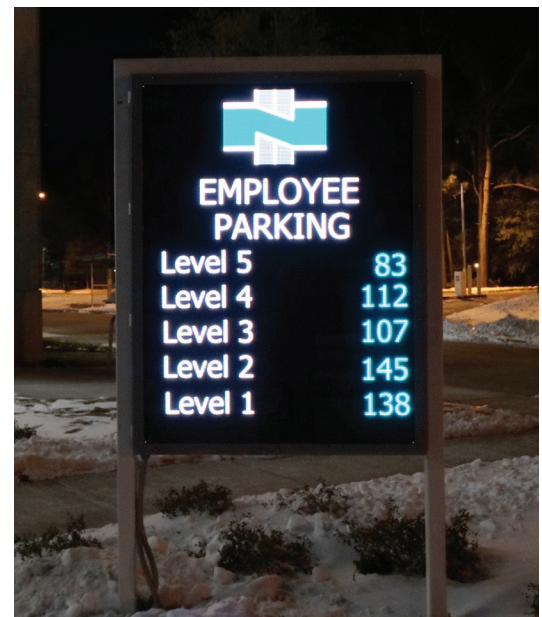 EMPLOYEE
PARKING
Level 5 83
Level 4 112
Level 3 107
Level 2 145
Level 1 138